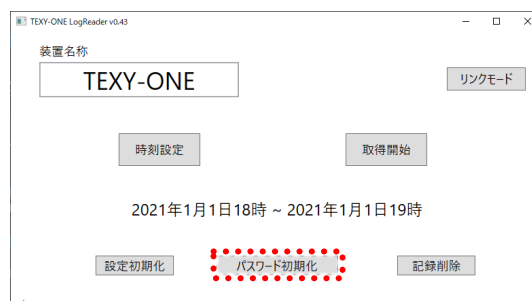 TEXY-ONE LogReader v0.43
装置名称
TEXY-ONE
リンクモード
時刻設定
取得開始
2021年1月1日18時 ~ 2021年1月1日19時
設定初期化
パスワード初期化
記録削除